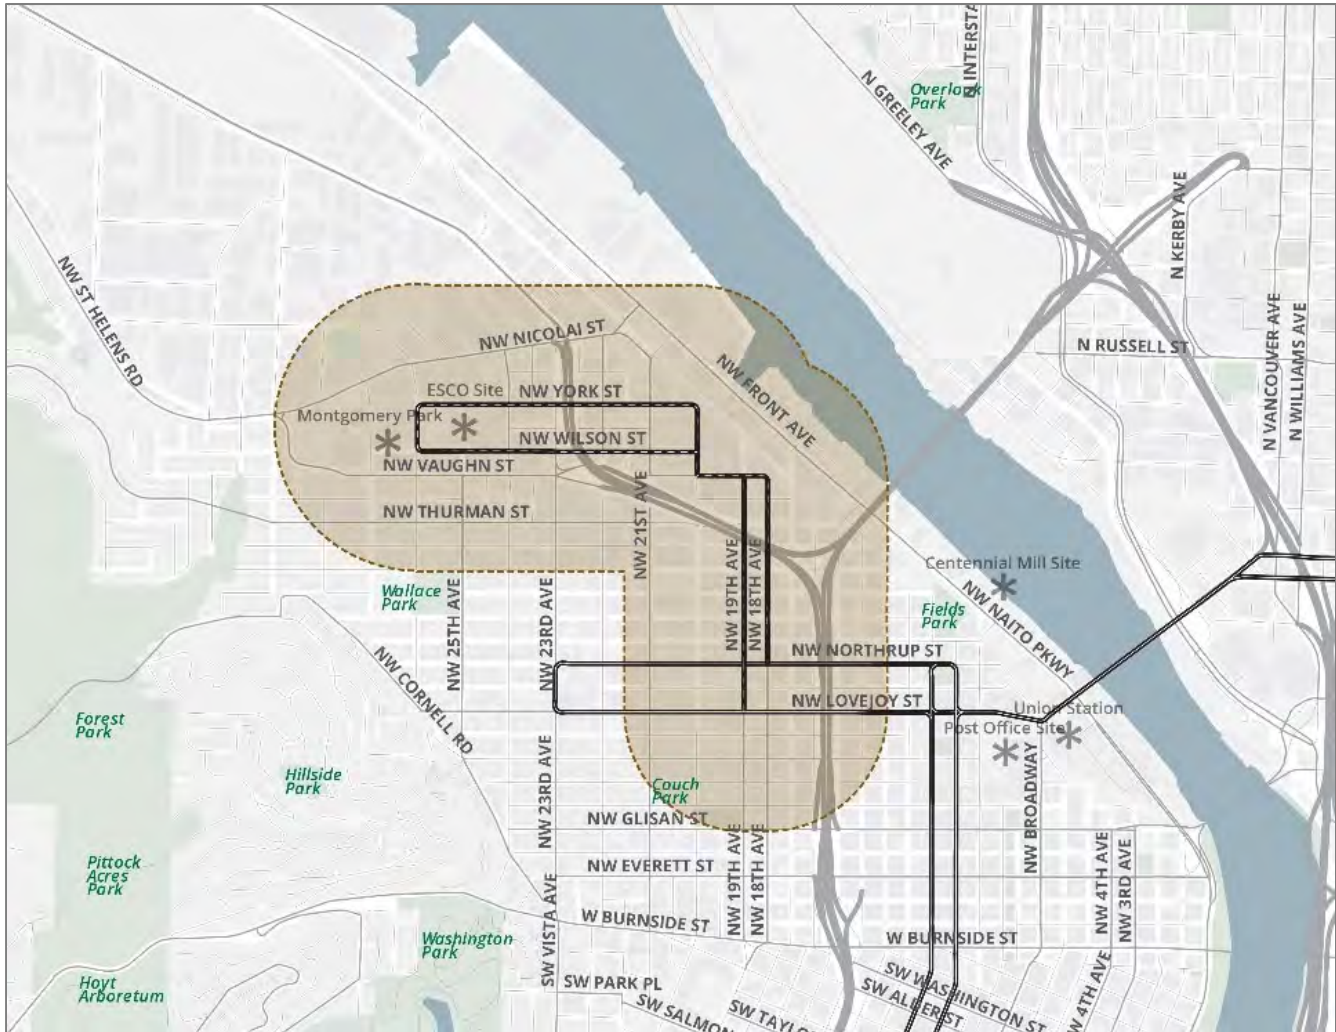 N INTERSTA
Overlook
Park
N GREELEY AVE
N KERBY AVE
NW ST HELENS RD
N VANCOUVER AVE
N WILLIAMS AVE
NW NICOLAI ST
N RUSSELL ST
NW FRONT AVE
ESCO Site
NW YORK ST
Montgomery Park
NW WILSON ST
NW VAUGHN ST
NW THURMAN ST
NW 21ST AVE
NW 19TH AVE
NW 18TH AVE
Centennial Mill Site
Wallace
Park
NW 25TH AVE
NW 23RD AVE
Fields
Park
NW NAITO PKWY
NW NORTHRUP ST
NW CORNELL RD
NW LOVEJOY ST
Union Station
Post Office Site
Forest
Park
Hillside
Park
NW 23RD AVE
Couch
Park
NW BROADWAY
NW GLISAN ST
NW 19TH AVE
NW 18TH AVE
NW 4TH AVE
NW 3RD AVE
Pittock
Acres
Park
NW EVERETT ST
SW VISTA AVE
W BURNSIDE ST
W BURNSIDE ST
Washington
Park
Hoyt
Arboretum
SW PARK PL
SW WASHINGTON ST
SW ALDER ST
SW SALMON
SW TAYLO
W 4TH AVE